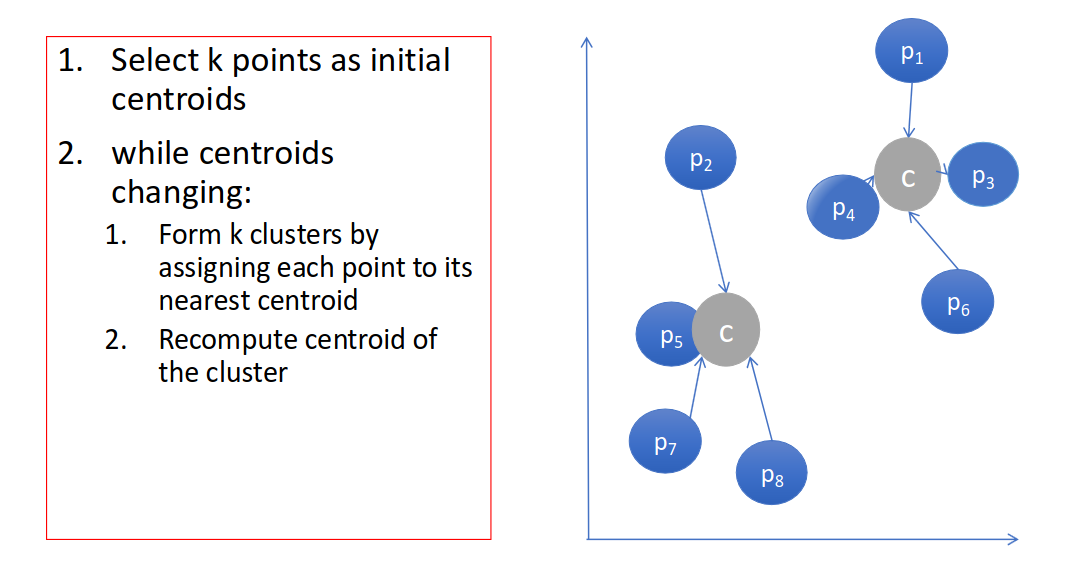 1. Select k points as initial
centroids
2. while centroids
changing:
1. Form k clusters by
assigning each point to its
nearest centroid
2. Recompute centroid of
the cluster
p₁
p₂
c
p₃
p₄
p₆
p₅
c
p₇
p₈